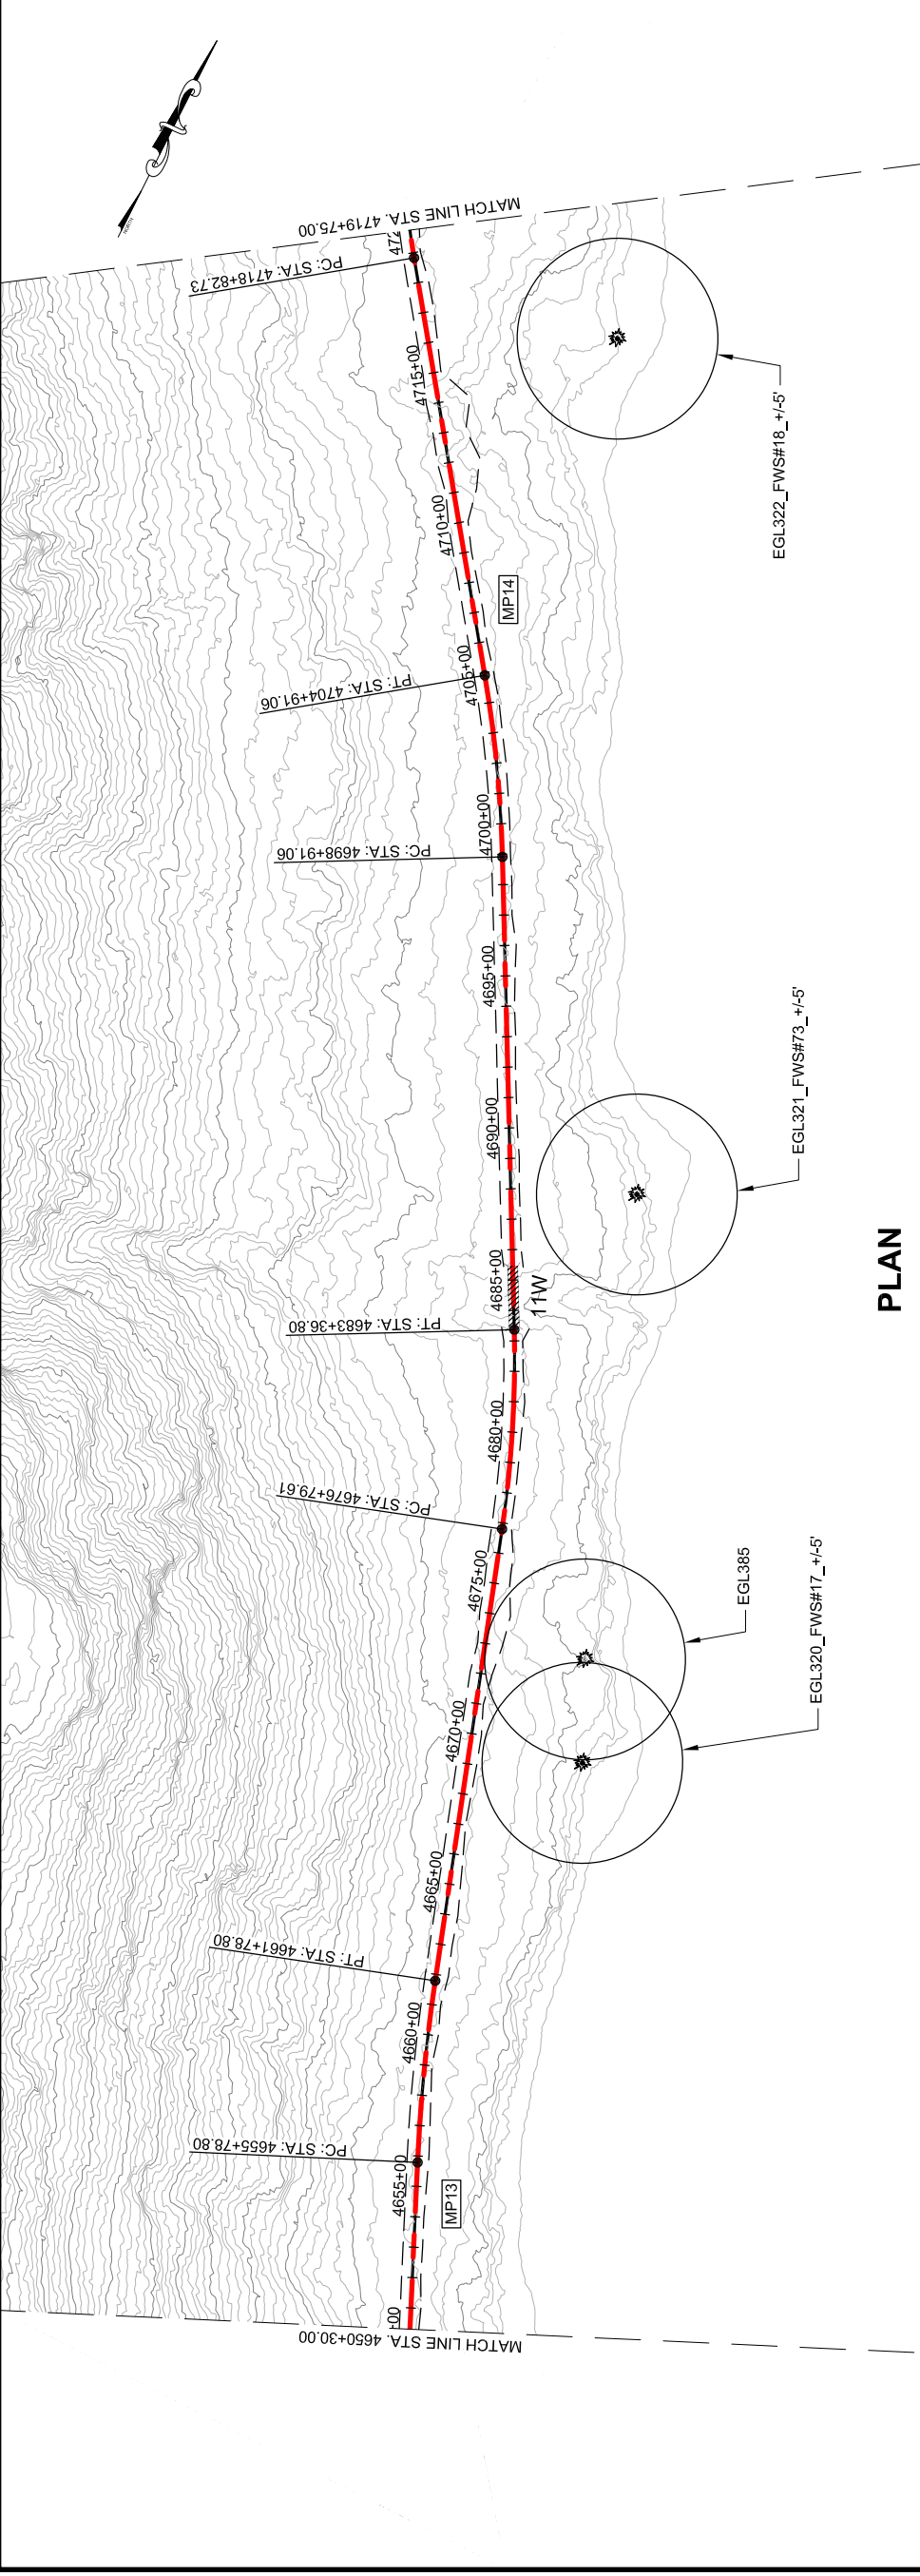 NORTH
MATCH LINE STA. 4650+30.00
+00
4655+00
PC: STA: 4655+78.80
MP13
4660+00
PT: STA: 4661+78.80
4665+00
4670+00
EGL320_FWS#17_+/-5'
EGL385
4675+00
PC: STA: 4676+79.61
4680+00
PT: STA: 4683+36.80
4685+00
11W
EGL321_FWS#73_+/-5'
4690+00
4695+00
PC: STA: 4698+91.06
4700+00
PT: STA: 4704+91.06
4705+00
MP14
4710+00
4715+00
EGL322_FWS#18_+/-5'
PC: STA: 4718+82.73
472
MATCH LINE STA. 4719+75.00
PLAN